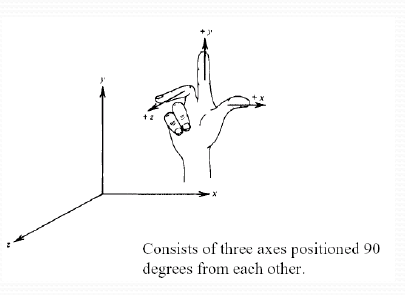 +y
y
+x
+z
x
z
Consists of three axes positioned 90
degrees from each other.